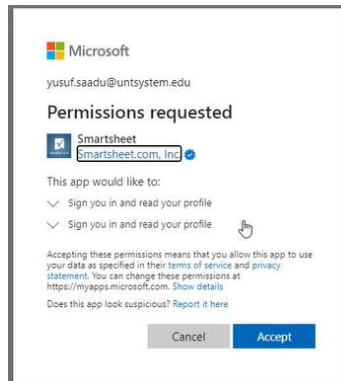 Microsoft
yusuf.saadu@untsystem.edu
Permissions requested
Smartsheet
Smartsheet.com, Inc
This app would like to:
Sign you in and read your profile
Sign you in and read your profile
Accepting these permissions means that you allow this app to use
your data as specified in their terms of service and privacy
statement. You can change these permissions at
https://myapps.microsoft.com. Show details
Does this app look suspicious? Report it here
Cancel Accept